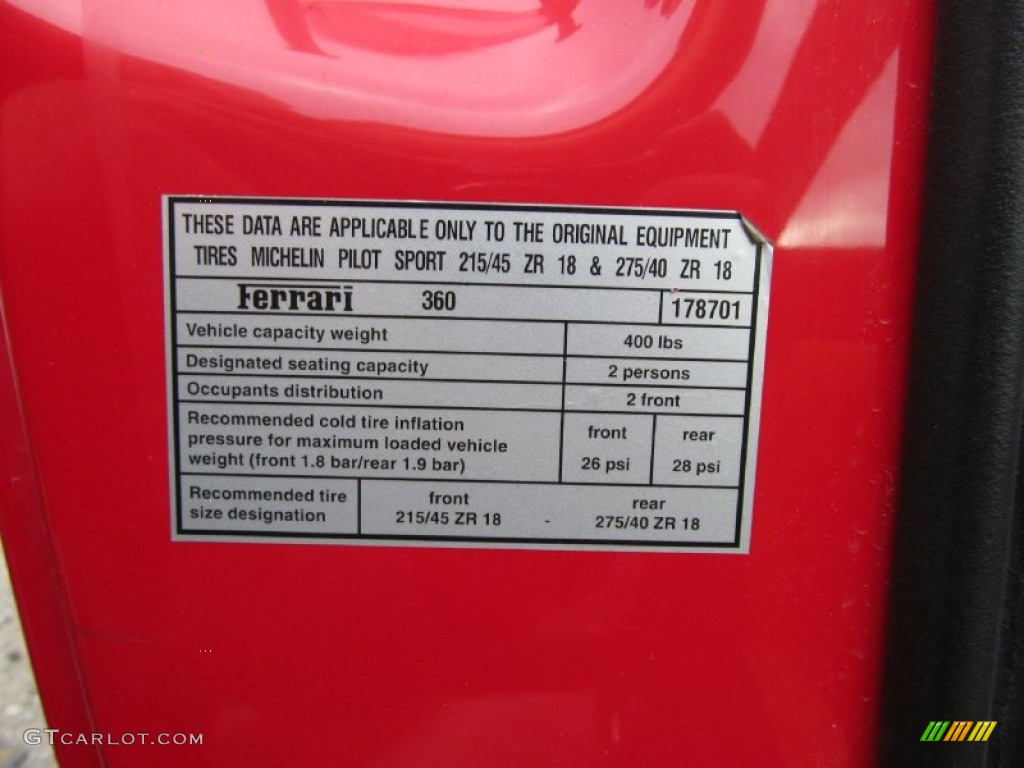 THESE DATA ARE APPLICABLE ONLY TO THE ORIGINAL EQUIPMENT
TIRES MICHELIN PILOT SPORT 215/45 ZR 18 & 275/40 ZR 18
Ferrari 360 178701
Vehicle capacity weight 400 lbs
Designated seating capacity 2 persons
Occupants distribution 2 front
Recommended cold tire inflation
pressure for maximum loaded vehicle
weight (front 1.8 bar/rear 1.9 bar)
front rear
26 psi 28 psi
Recommended tire
size designation
front rear
215/45 ZR 18 - 275/40 ZR 18
GTCARLOT.COM